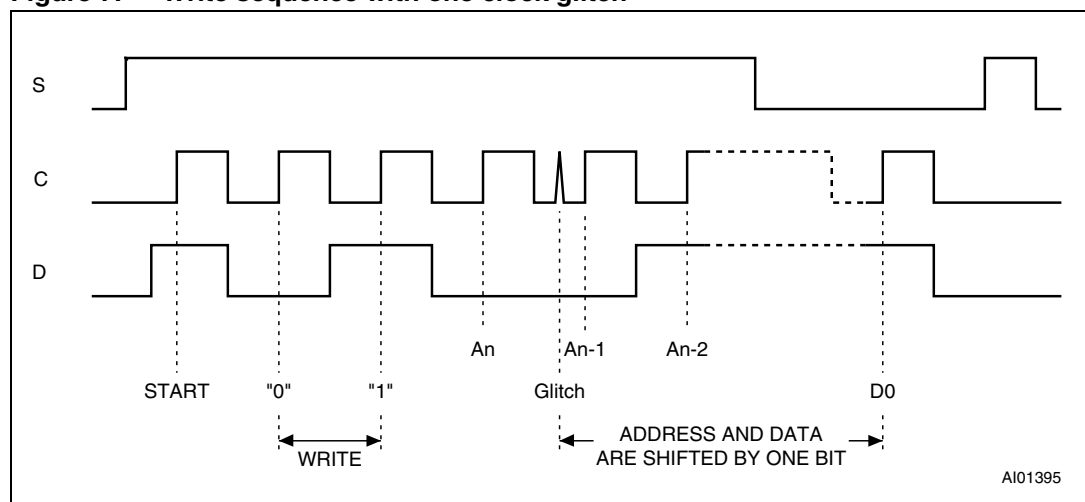 Figure Write sequence with one clock glitch
S
C
D
An An-1 An-2
START "0" "1" Glitch D0
WRITE
ADDRESS AND DATA
ARE SHIFTED BY ONE BIT
AI01395